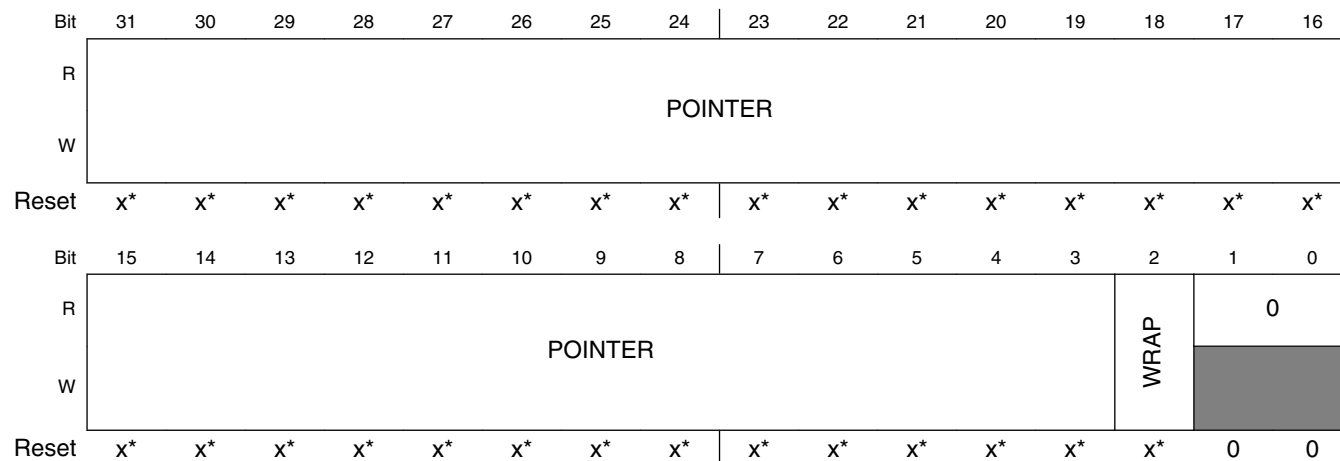 Bit 31 30 29 28 27 26 25 24 23 22 21 20 19 18 17 16
R
POINTER
W
Reset x* x* x* x* x* x* x* x* x* x* x* x* x* x* x* x*
Bit 15 14 13 12 11 10 9 8 7 6 5 4 3 2 1 0
R 0
POINTER WRAP
W
Reset x* x* x* x* x* x* x* x* x* x* x* x* x* x* 0 0